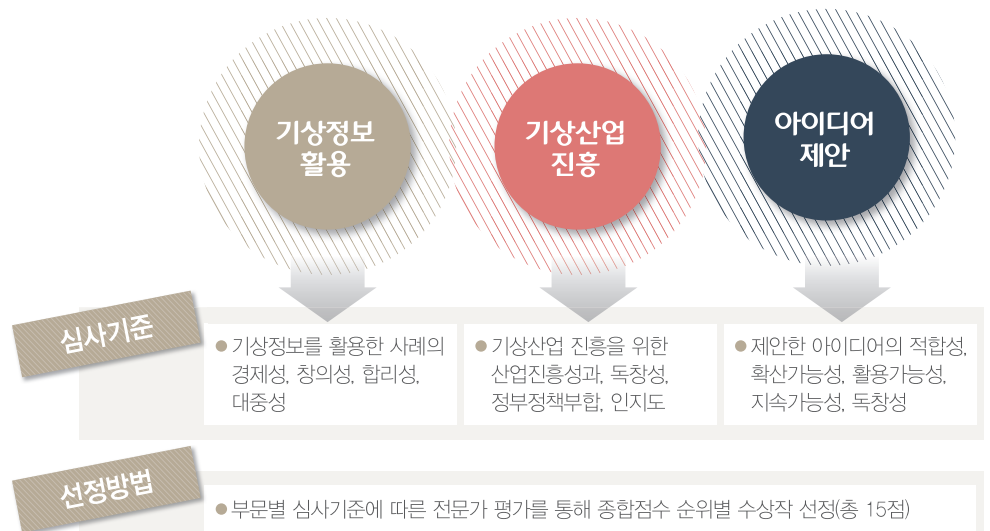 기상정보
활용
기상산업
진흥
아이디어
제안
심사기준
● 기상정보를 활용한 사례의
경제성, 창의성, 합리성,
대중성
● 기상산업 진흥을 위한
산업진흥성과, 독창성,
정부정책부합, 인지도
● 제안한 아이디어의 적합성,
확산가능성, 활용가능성,
지속가능성, 독창성
선정방법
● 부문별 심사기준에 따른 전문가 평가를 통해 종합점수 순위별 수상작 선정(총 15점)